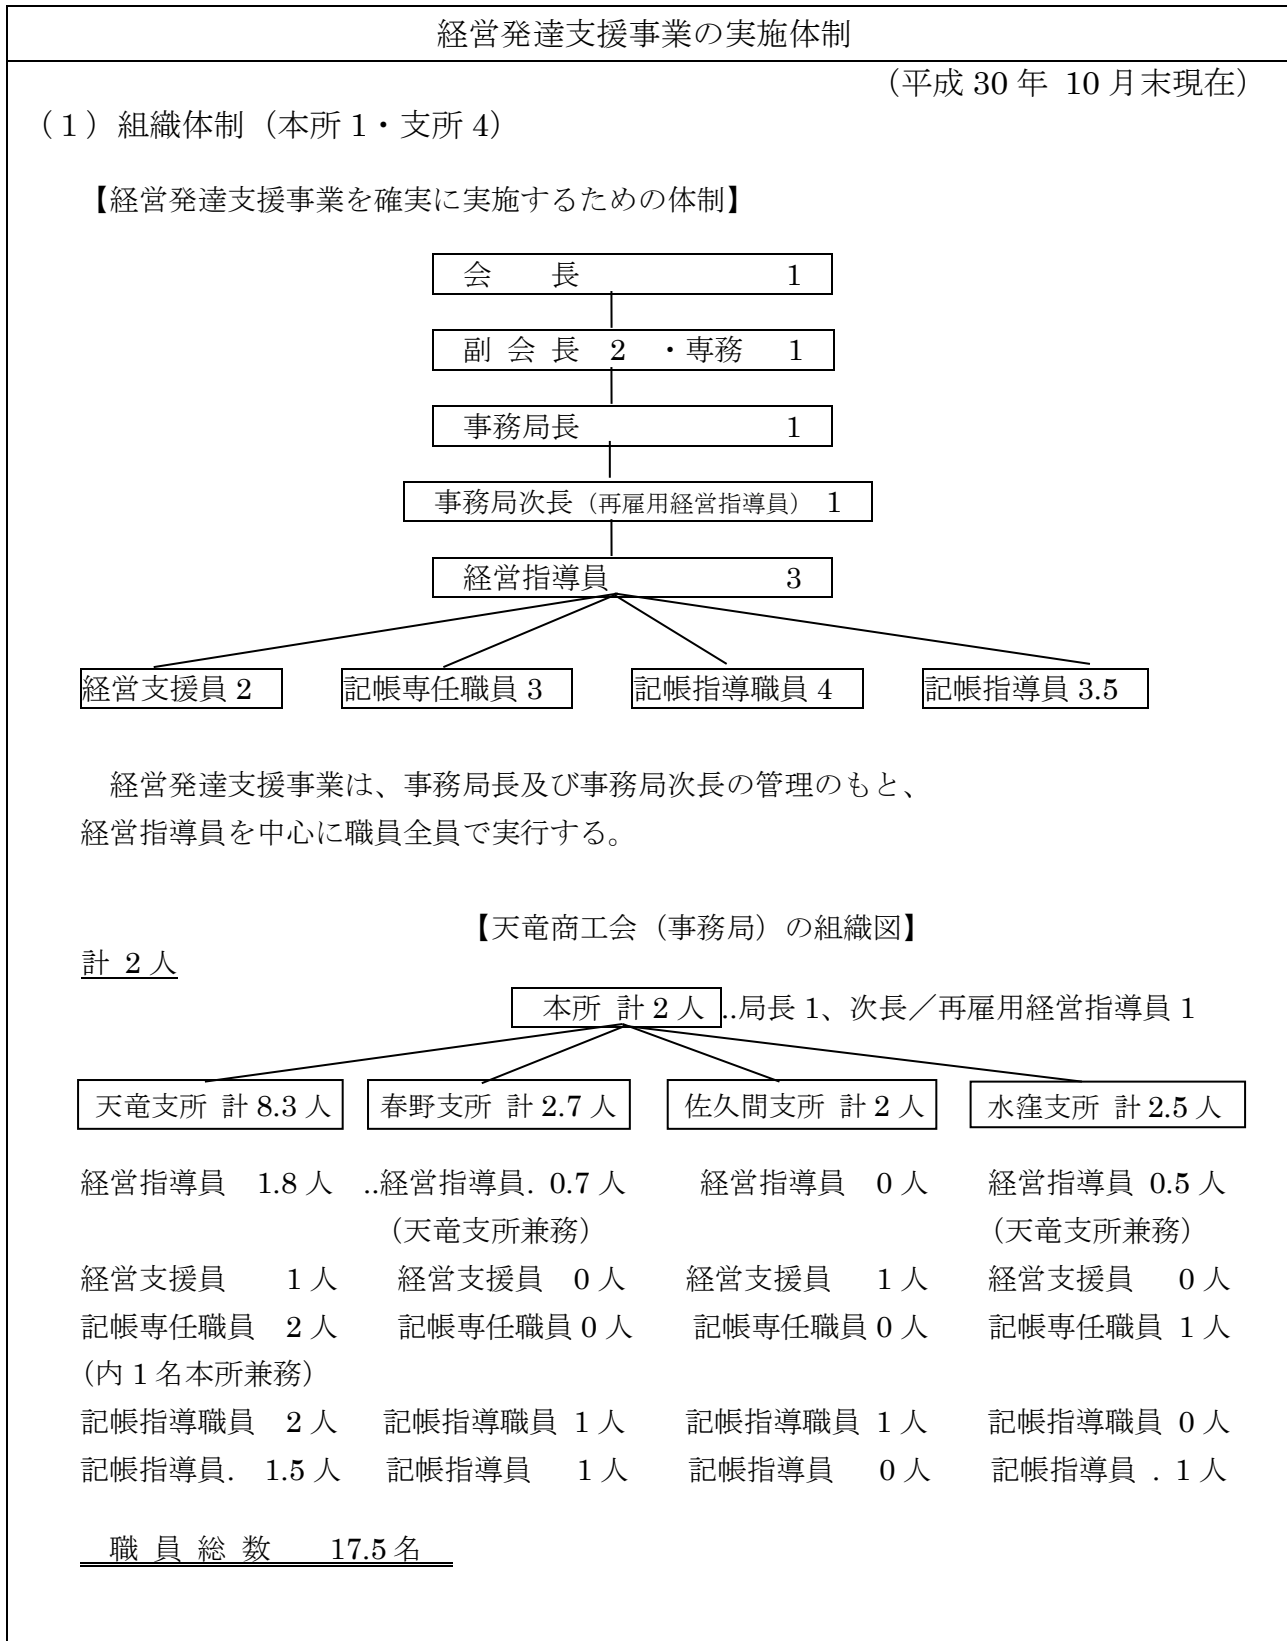 経営発達支援事業の実施体制
（平成 30 年 10 月末現在）
（１）組織体制（本所 1・支所 4）
【経営発達支援事業を確実に実施するための体制】
会　　長　　　　　　　1
副 会 長　2　・専務　1
事務局長　　　　　　　1
事務局次長（再雇用経営指導員） 1
経営指導員　　　　　　3
経営支援員 2　　記帳専任職員 3　　記帳指導職員 4　　記帳指導員 3.5
経営発達支援事業は、事務局長及び事務局次長の管理のもと、
経営指導員を中心に職員全員で実行する。
【天竜商工会（事務局）の組織図】
計 2 人
本所 計 2 人 ..局長 1、次長／再雇用経営指導員 1
天竜支所 計 8.3 人　春野支所 計 2.7 人　佐久間支所 計 2 人　水窪支所 計 2.5 人
経営指導員　1.8 人　..経営指導員. 0.7 人　経営指導員　0 人　経営指導員 0.5 人
（天竜支所兼務）　（天竜支所兼務）
経営支援員　1 人　経営支援員　0 人　経営支援員　1 人　経営支援員　0 人
記帳専任職員　2 人　記帳専任職員 0 人　記帳専任職員 0 人　記帳専任職員 1 人
（内 1 名本所兼務）
記帳指導職員　2 人　記帳指導職員 1 人　記帳指導職員 1 人　記帳指導職員 0 人
記帳指導員.　1.5 人　記帳指導員　1 人　記帳指導員　0 人　記帳指導員 . 1 人
職 員 総 数　17.5 名